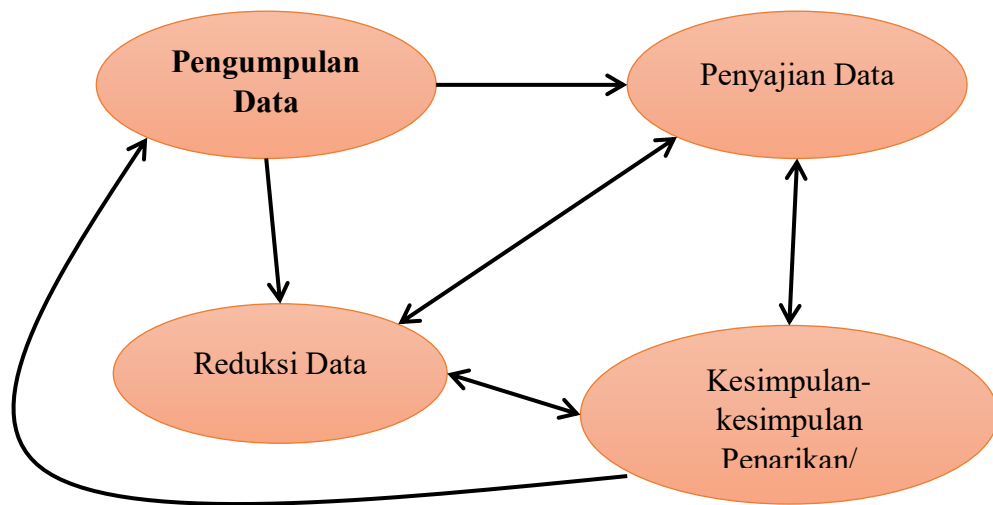 Pengumpulan
Data
Penyajian Data
Reduksi Data
Kesimpulan-
kesimpulan
Penarikan/